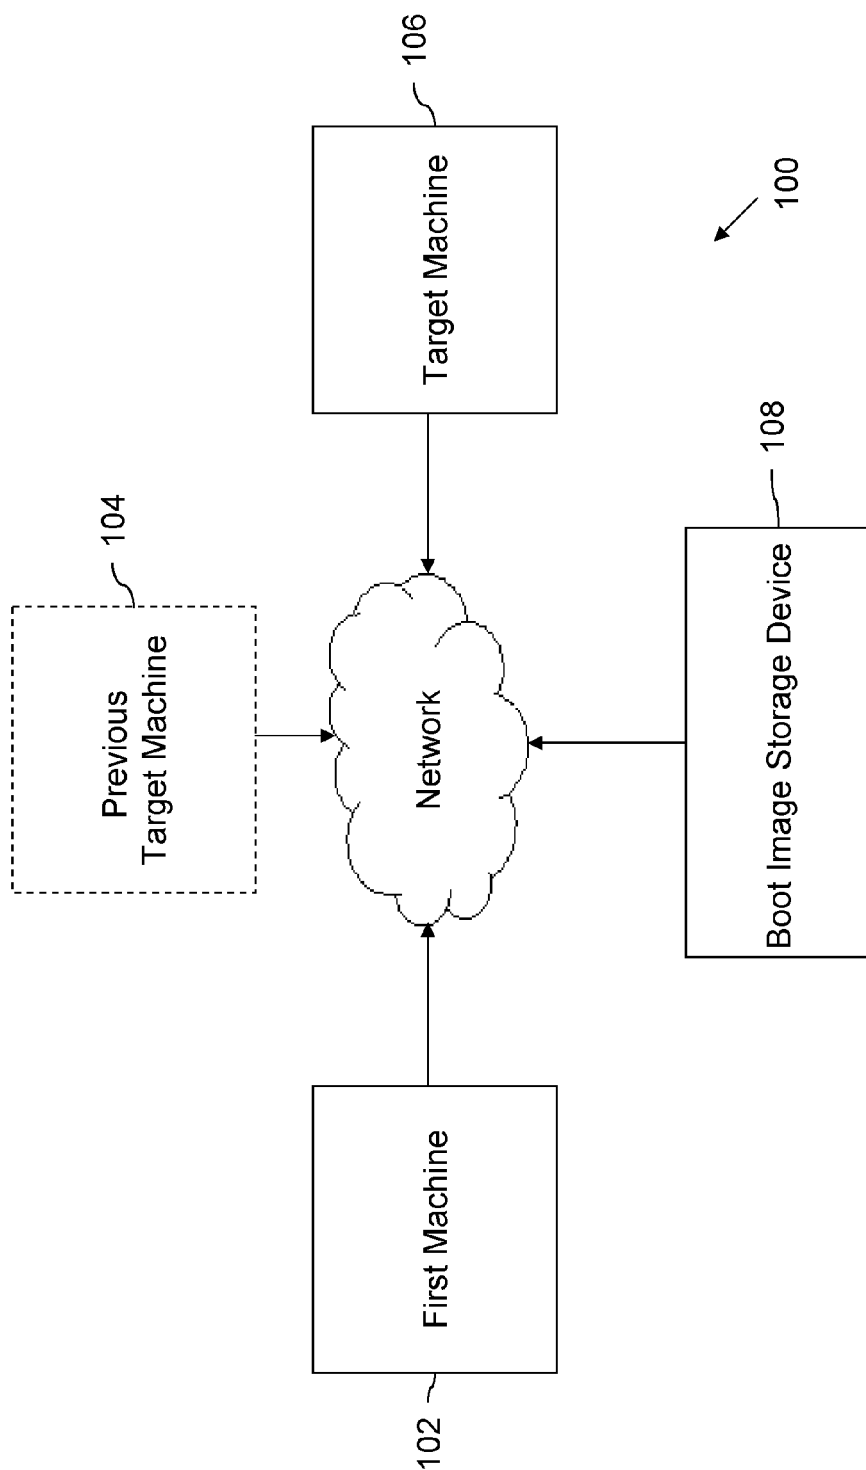 104
Previous
Target Machine
102
First Machine
Network
Target Machine
106
Boot Image Storage Device
108
100